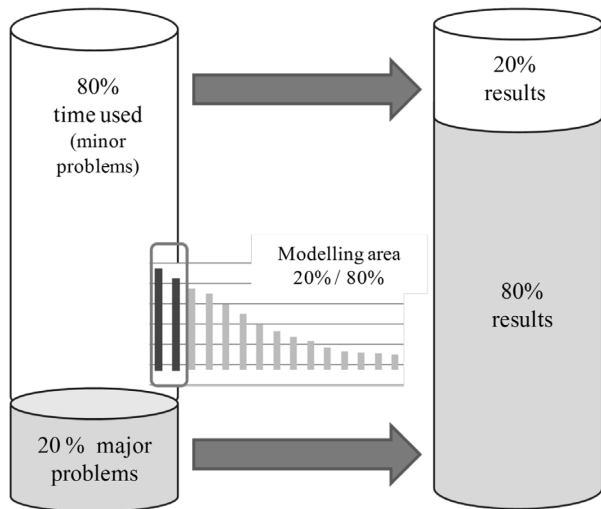 80%
time used
(minor
problems)
20%
results
Modelling area
20% / 80%
80%
results
20 % major
problems